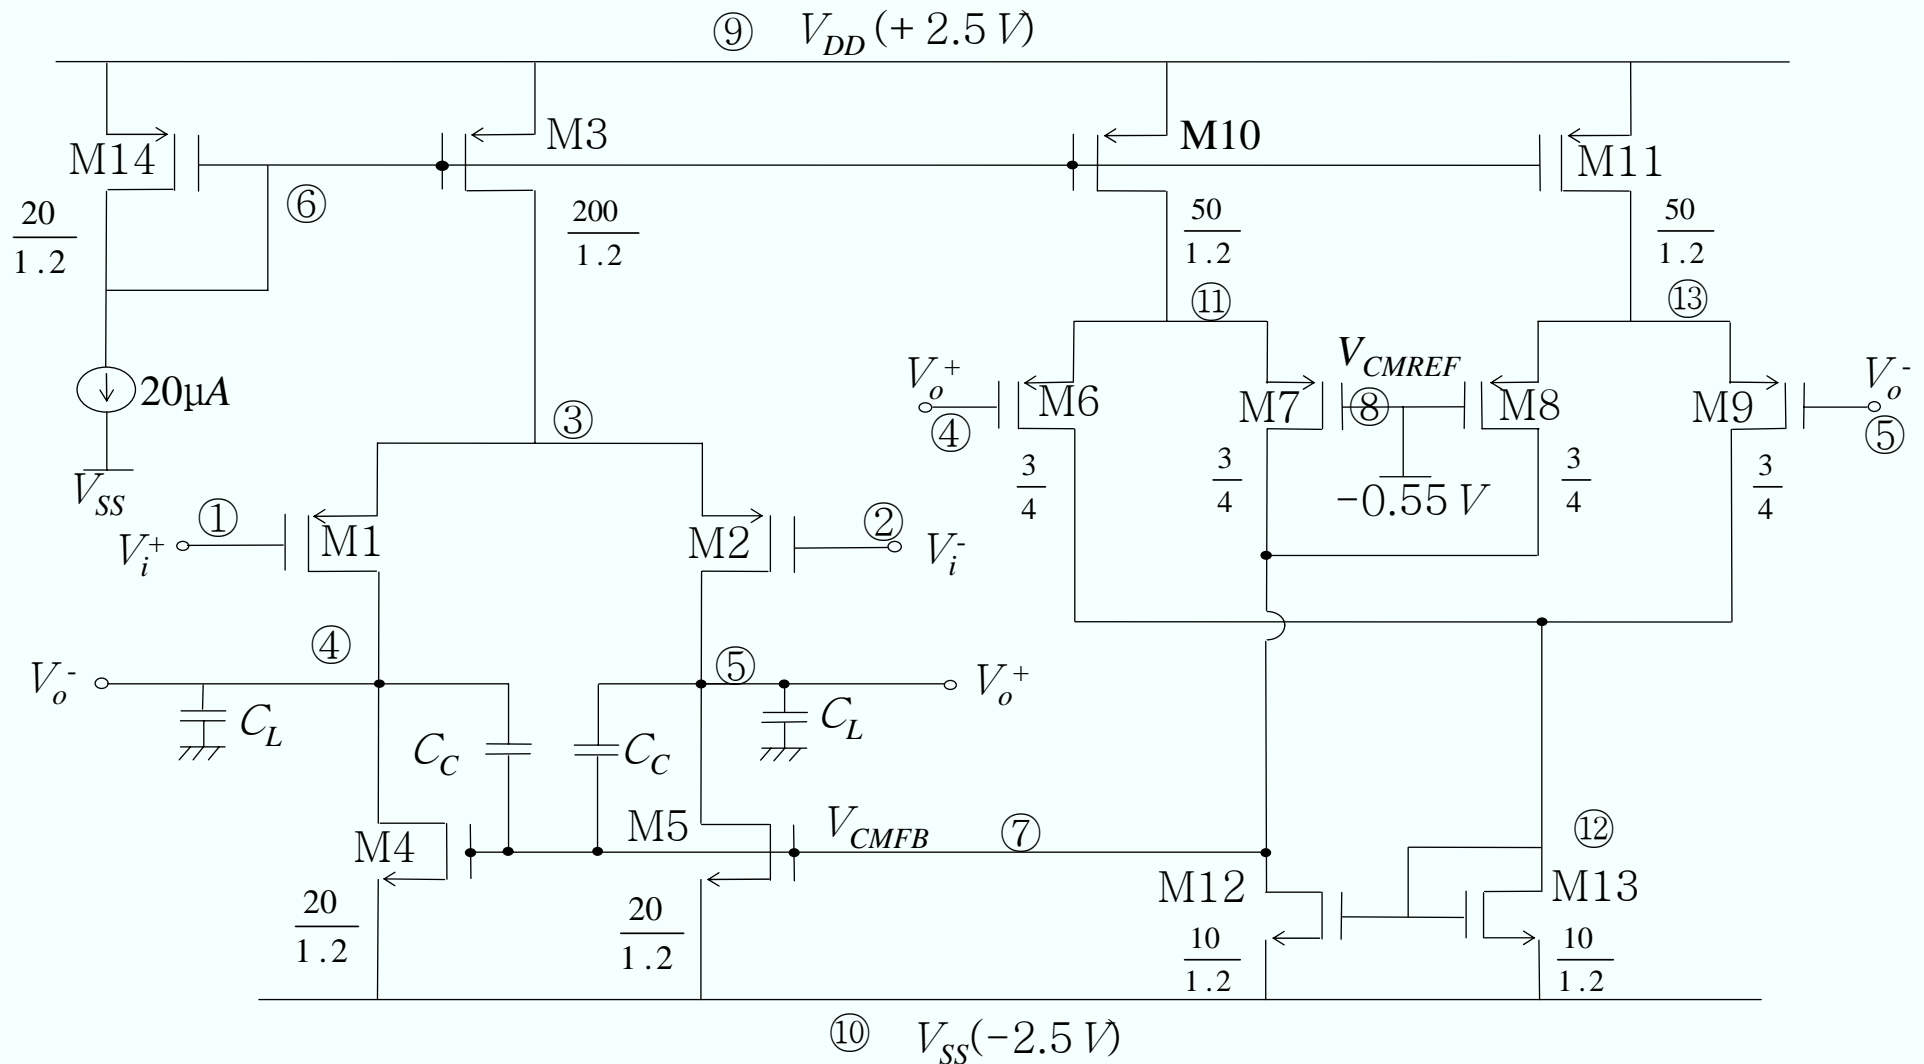 ⑨ V_DD (+ 2.5 V)
M14
M3
M10
M11
⑥
20
1.2
200
1.2
50
1.2
50
1.2
⑪
⑬
20µA
V_SS
③
V_o^+
④
M6
M7
V_CMREF
⑧
M8
M9
V_o^-
⑤
3
4
3
4
-0.55 V
3
4
3
4
①
V_i^+
M1
M2
②
V_i^-
④
V_o^-
⑤
V_o^+
C_L
C_C
C_C
C_L
M4
M5
V_CMFB
⑦
⑫
20
1.2
20
1.2
M12
M13
10
1.2
10
1.2
⑩ V_SS(-2.5 V)